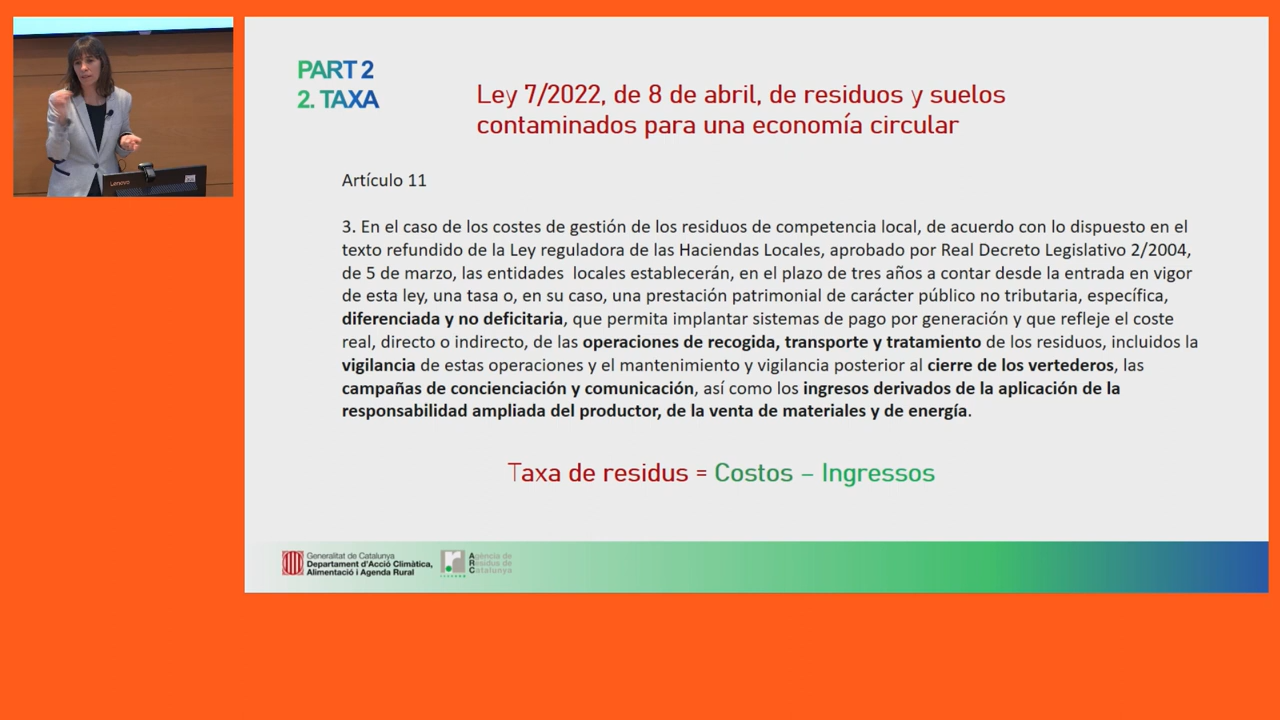 PART 2
2. TAXA
Ley 7/2022, de 8 de abril, de residuos y suelos
contaminados para una economía circular
Artículo 11
3. En el caso de los costes de gestión de los residuos de competencia local, de acuerdo con lo dispuesto en el
texto refundido de la Ley reguladora de las Haciendas Locales, aprobado por Real Decreto Legislativo 2/2004,
de 5 de marzo, las entidades locales establecerán, en el plazo de tres años a contar desde la entrada en vigor
de esta ley, una tasa o, en su caso, una prestación patrimonial de carácter público no tributaria, específica,
diferenciada y no deficitaria, que permita implantar sistemas de pago por generación y que refleje el coste
real, directo o indirecto, de las operaciones de recogida, transporte y tratamiento de los residuos, incluidos la
vigilancia de estas operaciones y el mantenimiento y vigilancia posterior al cierre de los vertederos, las
campañas de concienciación y comunicación, así como los ingresos derivados de la aplicación de la
responsabilidad ampliada del productor, de la venta de materiales y de energía.
Taxa de residus = Costos – Ingressos
Generalitat de Catalunya
Departament d'Acció Climàtica,
Alimentació i Agenda Rural
Agència de
Residus de
Catalunya
Lenovo